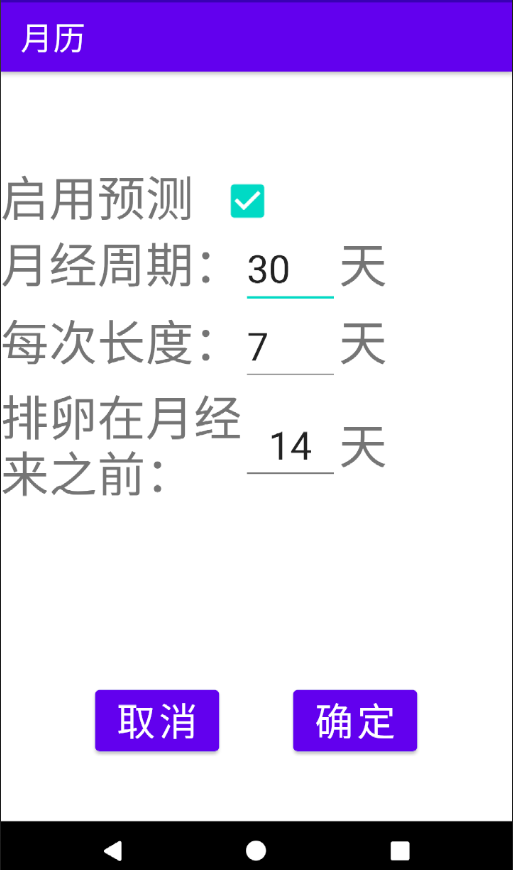 月历
启用预测
月经周期： 30 天
每次长度： 7 天
排卵在月经
来之前： 14 天
取消 确定